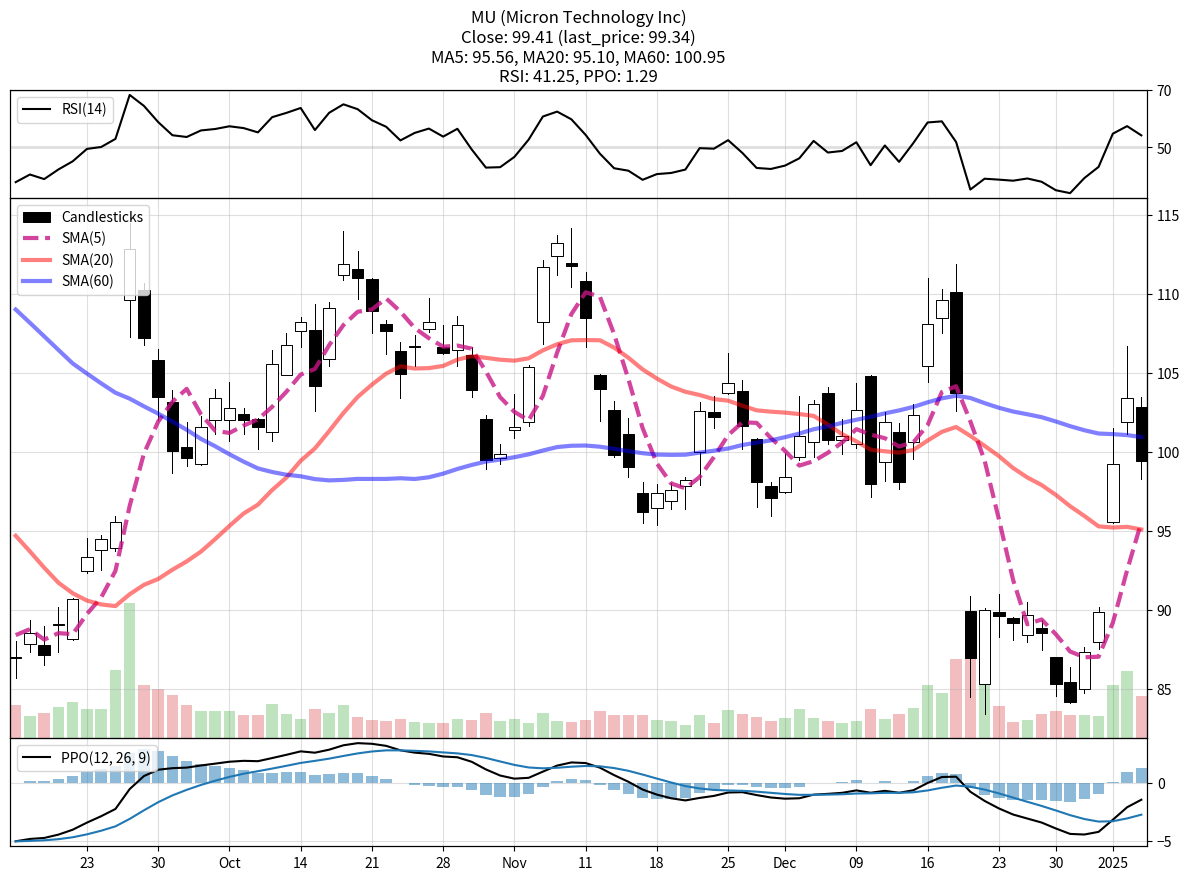 MU (Micron Technology Inc)
Close: 99.41 (last_price: 99.34)
MA5: 95.56, MA20: 95.10, MA60: 100.95
RSI: 41.25, PPO: 1.29
RSI(14)
70
50
Candlesticks
SMA(5)
SMA(20)
SMA(60)
115
110
105
100
95
90
85
PPO(12, 26, 9)
0
−5
23 30 Oct 14 21 28 Nov 11 18 25 Dec 09 16 23 30 2025